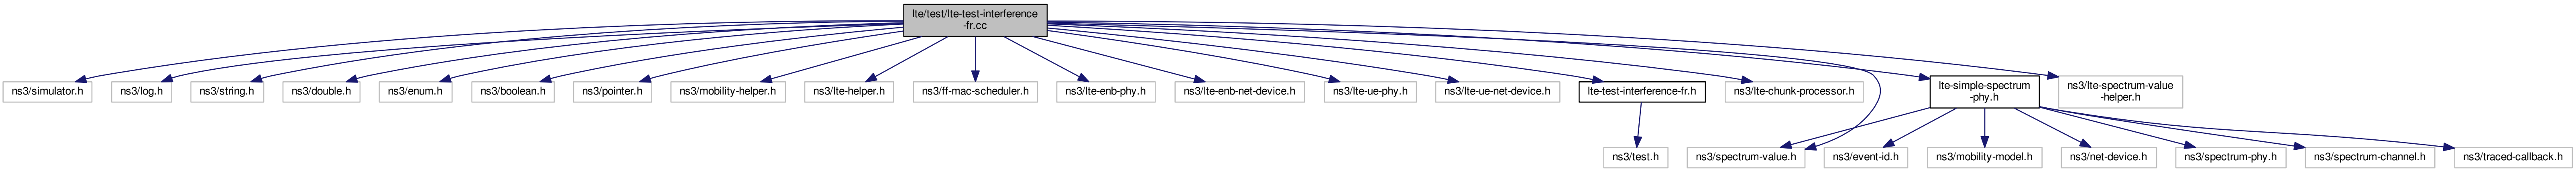 lte/test/lte-test-interference
-fr.cc
ns3/simulator.h
ns3/log.h
ns3/string.h
ns3/double.h
ns3/enum.h
ns3/boolean.h
ns3/pointer.h
ns3/mobility-helper.h
ns3/lte-helper.h
ns3/ff-mac-scheduler.h
ns3/lte-enb-phy.h
ns3/lte-enb-net-device.h
ns3/lte-ue-phy.h
ns3/lte-ue-net-device.h
lte-test-interference-fr.h
ns3/lte-chunk-processor.h
lte-simple-spectrum
-phy.h
ns3/lte-spectrum-value
-helper.h
ns3/test.h
ns3/spectrum-value.h
ns3/event-id.h
ns3/mobility-model.h
ns3/net-device.h
ns3/spectrum-phy.h
ns3/spectrum-channel.h
ns3/traced-callback.h